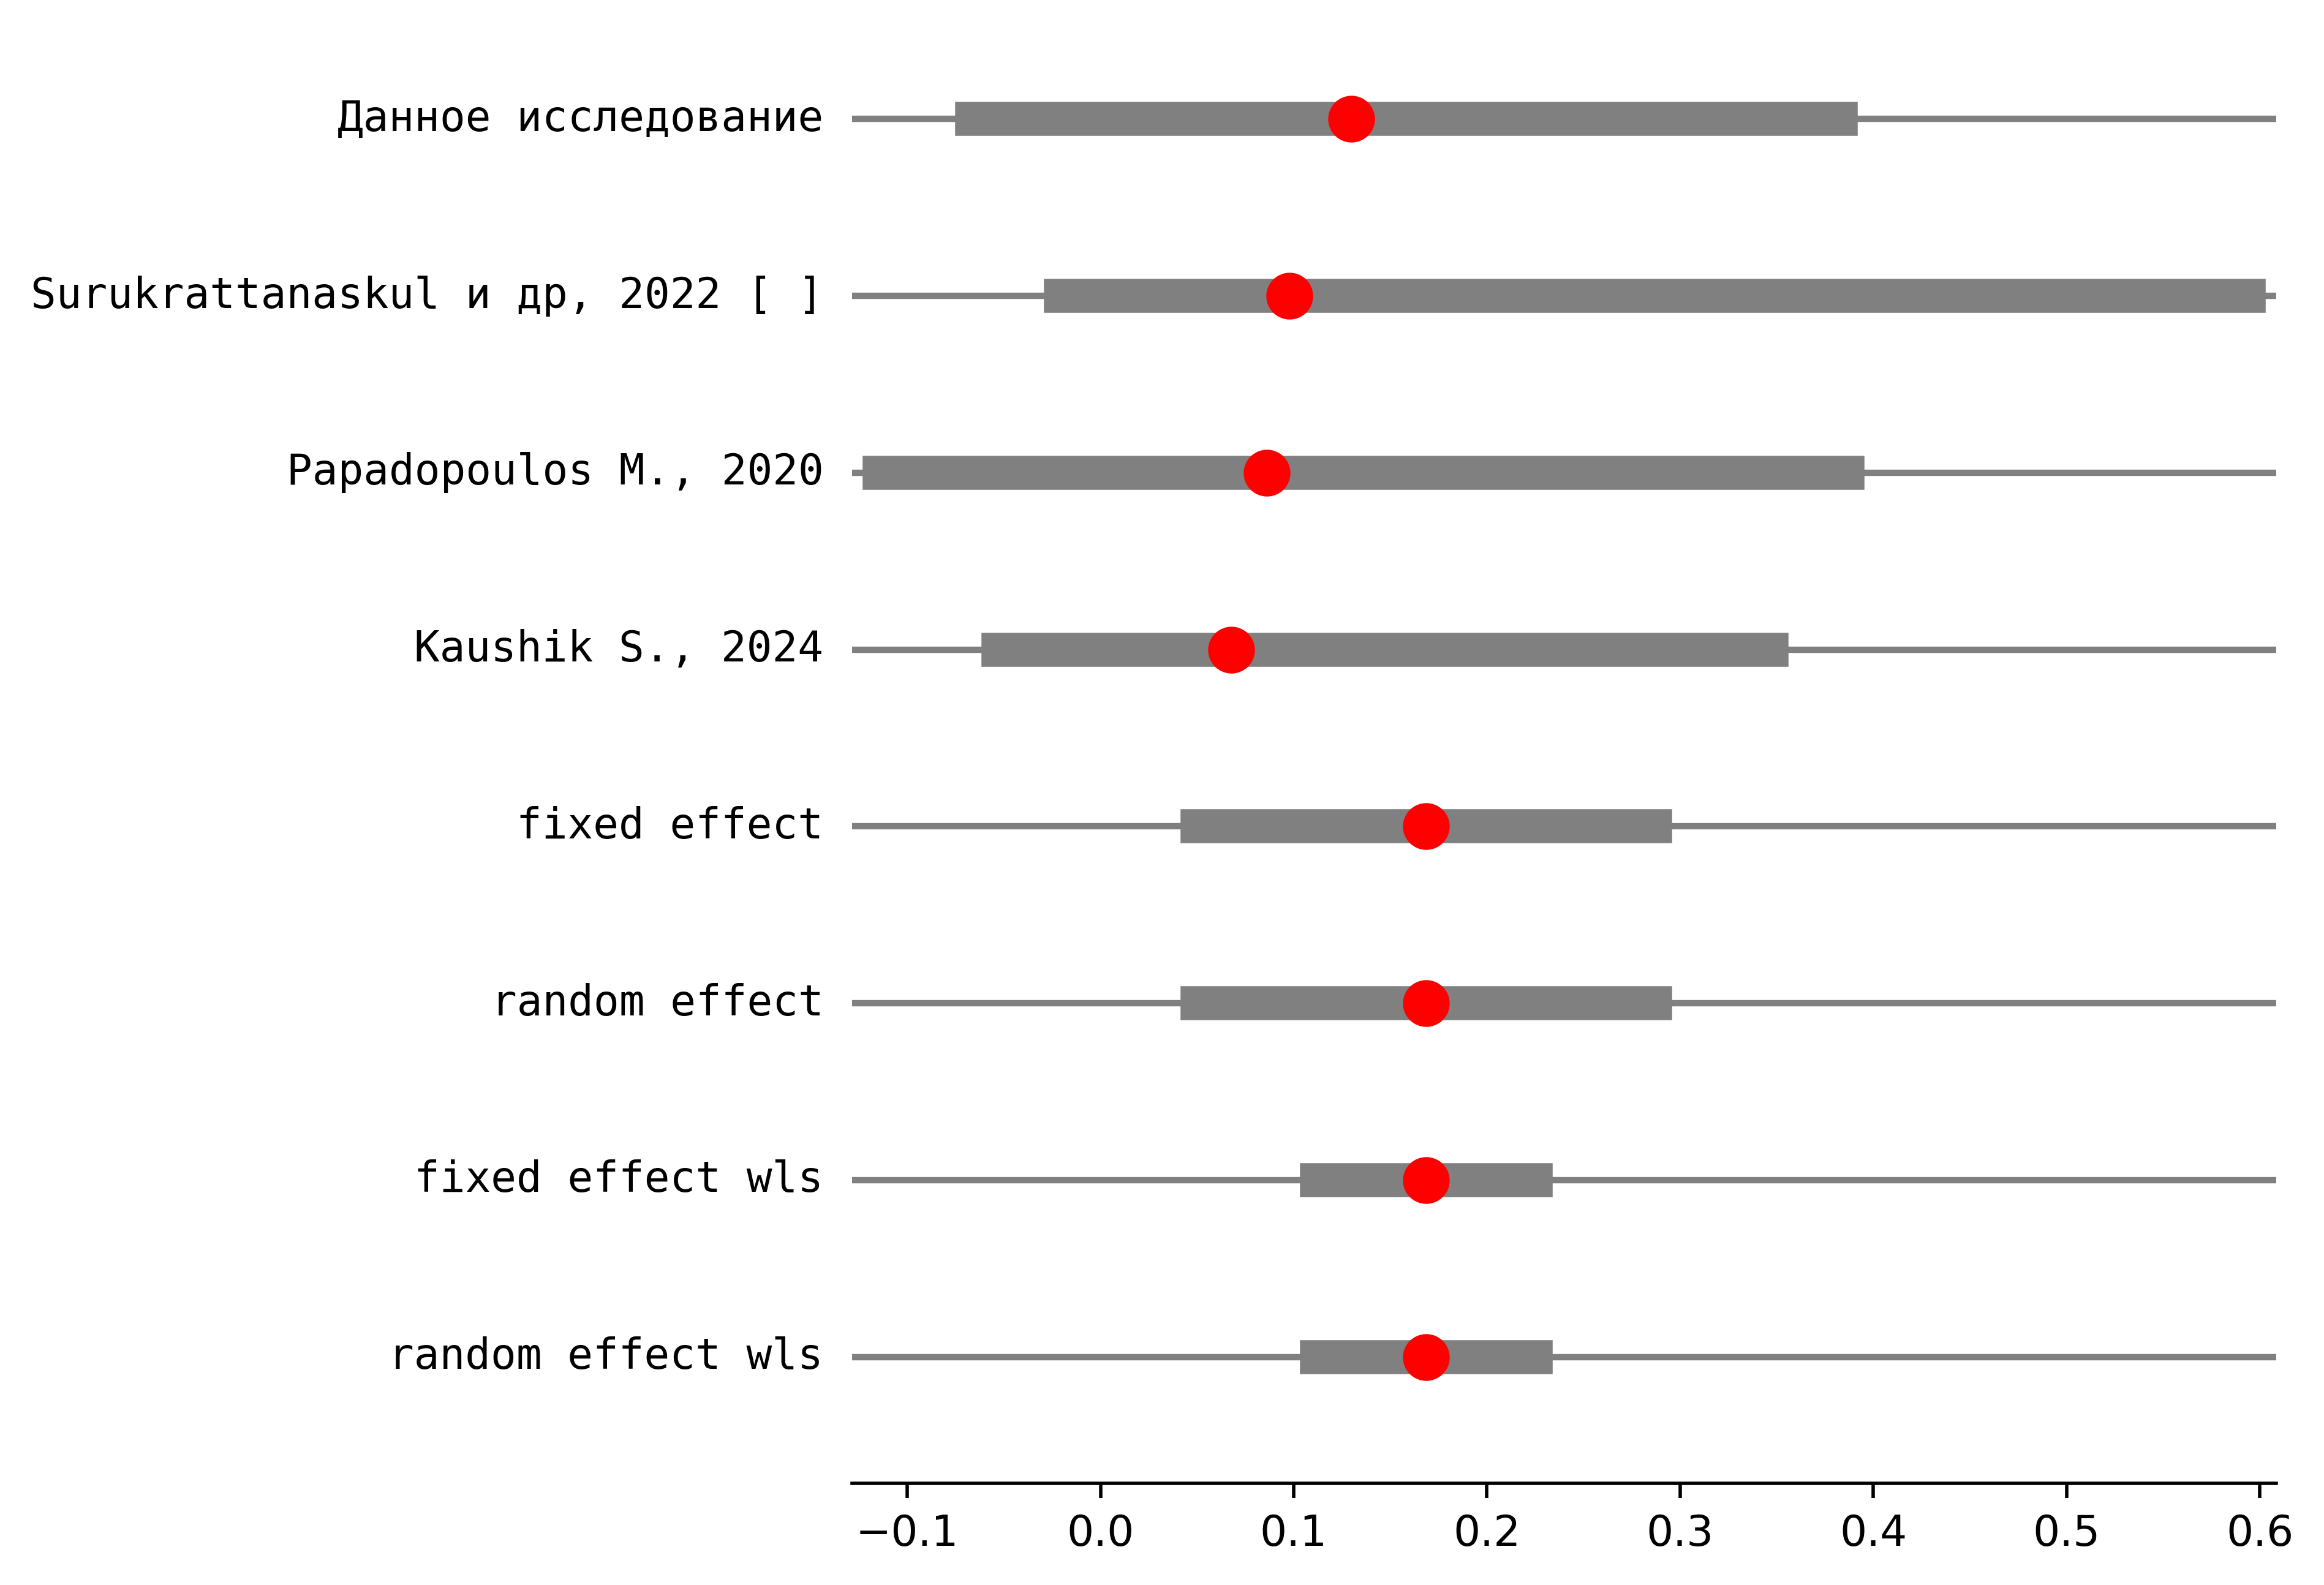 Данное исследование
Surukrattanaskul и др, 2022 [ ]
Papadopoulos M., 2020
Kaushik S., 2024
fixed effect
random effect
fixed effect wls
random effect wls
−0.1 0.0 0.1 0.2 0.3 0.4 0.5 0.6